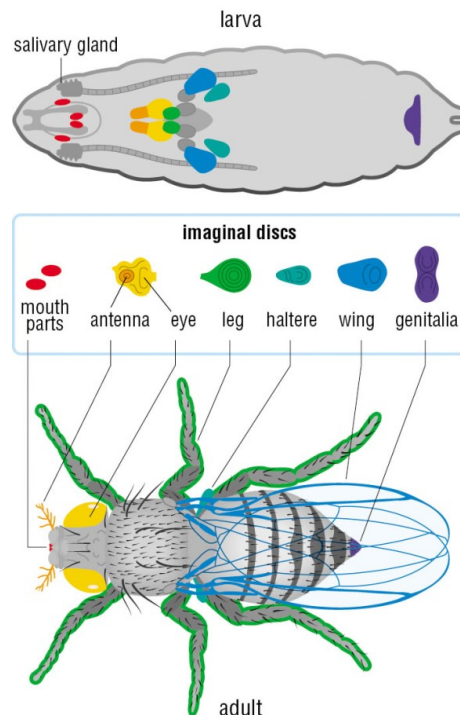 larva
salivary gland
imaginal discs
mouth
parts
antenna
eye
leg
haltere
wing
genitalia
adult